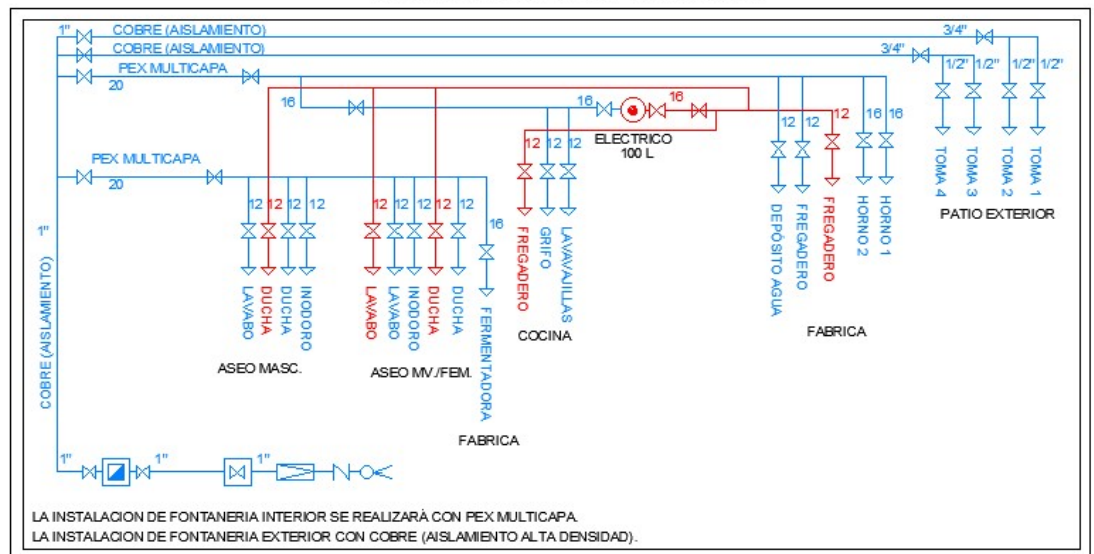 1" COBRE (AISLAMIENTO) 3/4"
COBRE (AISLAMIENTO) 3/4" 1/2" 1/2" 1/2" 1/2"
PEX MULTICAPA
20
16 16 16 16
ELECTRICO
100 L
12 12 12 12 12 12
PEX MULTICAPA
20
12 12 12 12 12 12 12 12 12 16
TOMA 4
TOMA 3
TOMA 2
TOMA 1
PATIO EXTERIOR
DEPÓSITO AGUA
FREGADERO
FREGADERO
HORNO 2
HORNO 1
FABRICA
FREGADERO
GRIFO
LAVAVAJILLAS
COCINA
LAVABO
DUCHA
DUCHA
INODORO
ASEO MASC.
LAVABO
LAVABO
INODORO
DUCHA
DUCHA
ASEO MV./FEM.
FERMENTADORA
FABRICA
1"
COBRE (AISLAMIENTO)
1" 1" 1"
LA INSTALACION DE FONTANERIA INTERIOR SE REALIZARÀ CON PEX MULTICAPA.
LA INSTALACION DE FONTANERIA EXTERIOR CON COBRE (AISLAMIENTO ALTA DENSIDAD).